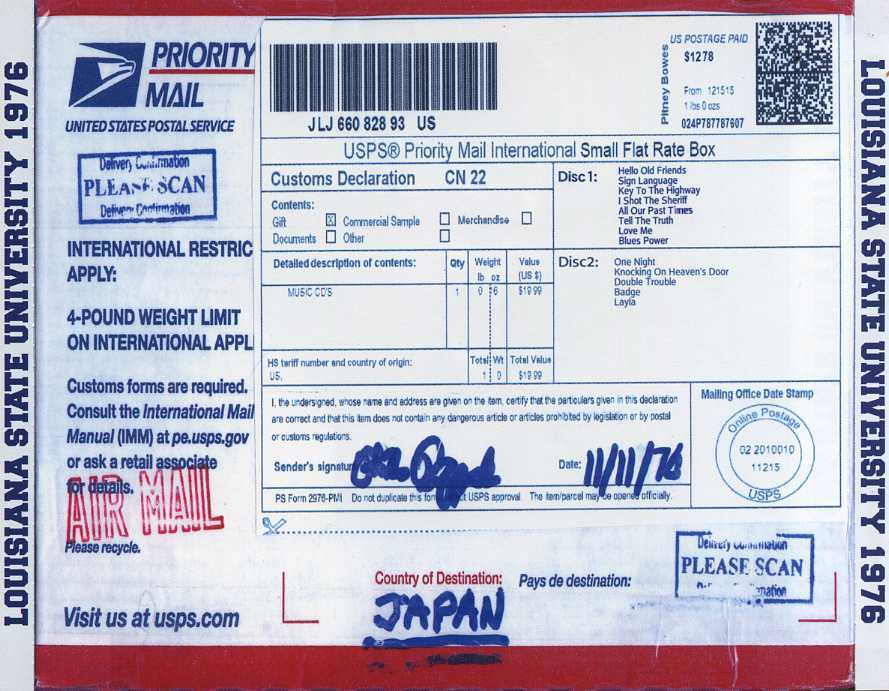 LOUISIANA STATE UNIVERSITY 1976
PRIORITY
MAIL
UNITED STATES POSTAL SERVICE
Delivery Confirmation
PLEASE SCAN
Delivery Confirmation
INTERNATIONAL RESTRIC
APPLY:
4-POUND WEIGHT LIMIT
ON INTERNATIONAL APPL
Customs forms are required.
Consult the International Mail
Manual (IMM) at pe.usps.gov
or ask a retail associate
for details.
AIR MAIL
Please recycle.
Visit us at usps.com
JLJ 660 828 93 US
Pitney Bowes
US POSTAGE PAID
$1278
From 121515
1 lbs 0 ozs
024P787787607
USPS® Priority Mail International Small Flat Rate Box
Customs Declaration CN 22
Contents:
Gift X Commercial Sample Merchandise
Documents Other
Detailed description of contents: Qty Weight Value
lb oz (US $)
MUSIC CD'S 1 0 6 $19 99
HS tariff number and country of origin: Total Wt Total Value
US, 1 0 $19 99
Disc1: Hello Old Friends
Sign Language
Key To The Highway
I Shot The Sheriff
All Our Past Times
Tell The Truth
Love Me
Blues Power
Disc2: One Night
Knocking On Heaven's Door
Double Trouble
Badge
Layla
I, the undersigned, whose name and address are given on the item, certify that the particulars given in this declaration
are correct and that this item does not contain any dangerous article or articles prohibited by legislation or by postal
or customs regulations.
Sender's signature
Date: 11/11/76
PS Form 2976-PMI Do not duplicate this form USPS approval. The item/parcel may be opened officially.
Mailing Office Date Stamp
Online Postage
02 2010010
11215
USPS
Country of Destination: Pays de destination:
JAPAN
Delivery Confirmation
PLEASE SCAN
LOUISIANA STATE UNIVERSITY 1976